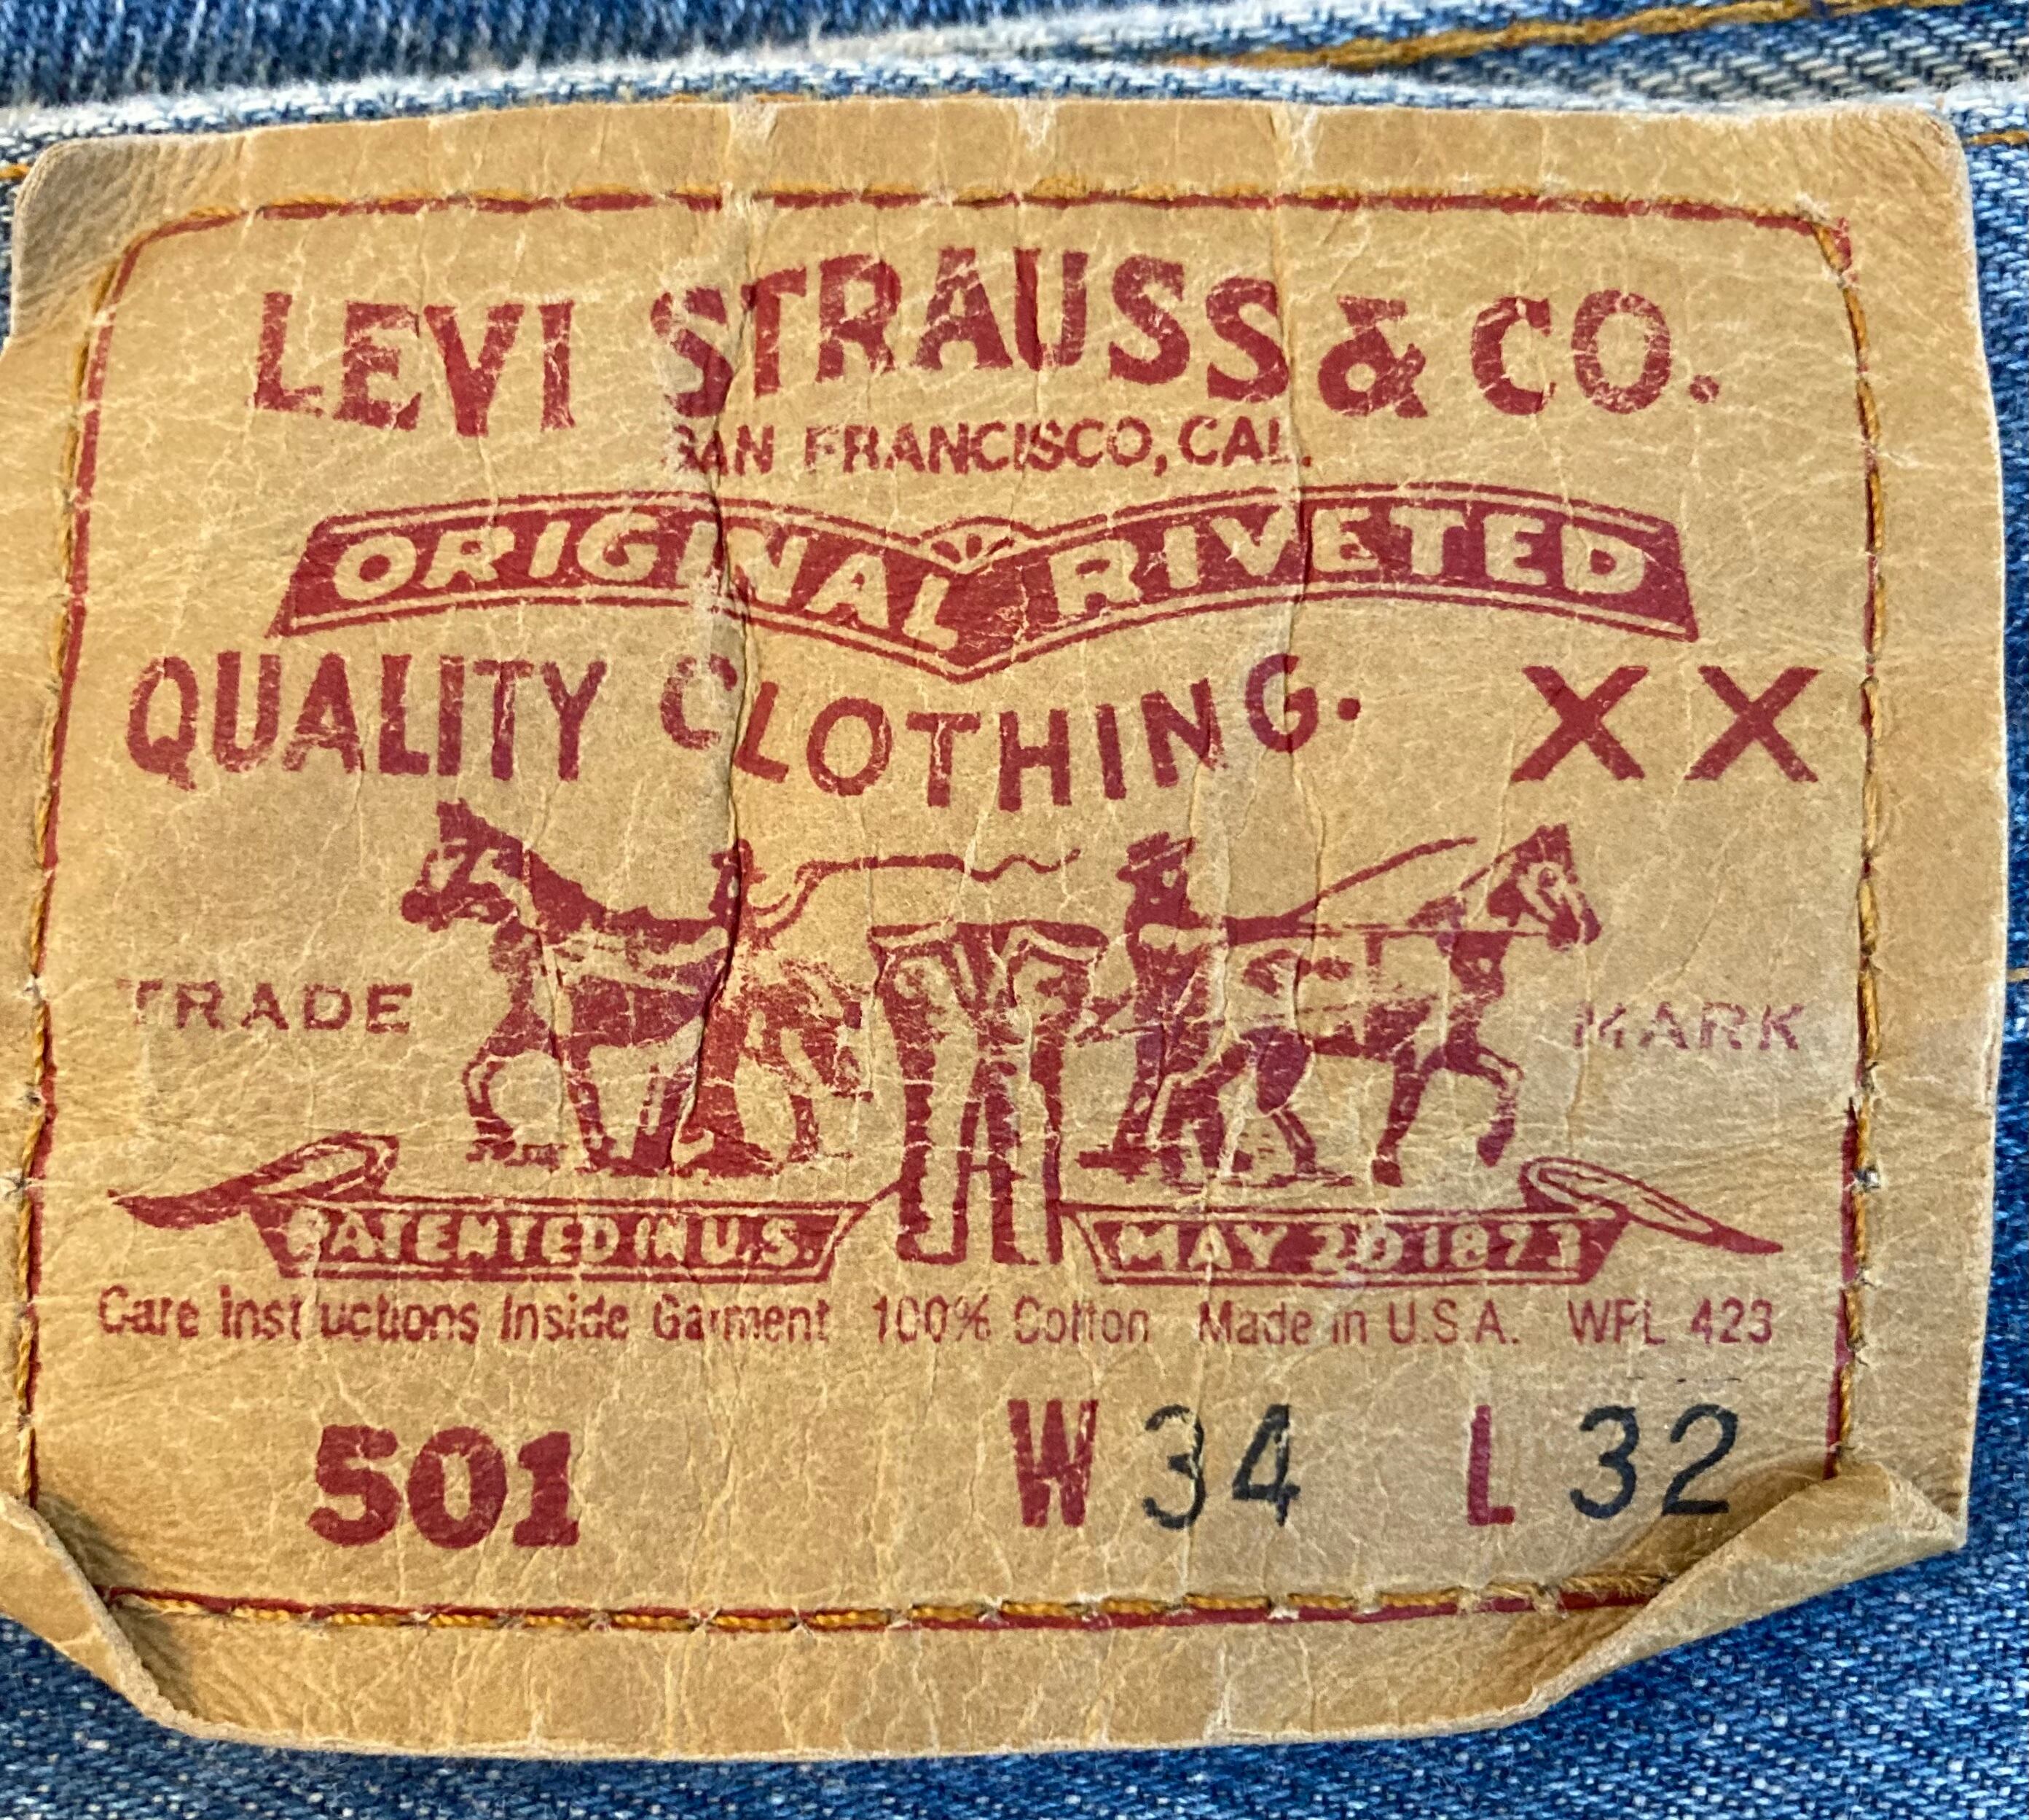 LEVI STRAUSS & CO.
SAN FRANCISCO, CAL.
ORIGINAL RIVETED
QUALITY CLOTHING. XX
TRADE MARK
PATENTED IN U.S. MAY 20 1873
Care Instructions Inside Garment 100% Cotton Made in U.S.A. WPL 423
501 W 34 L 32